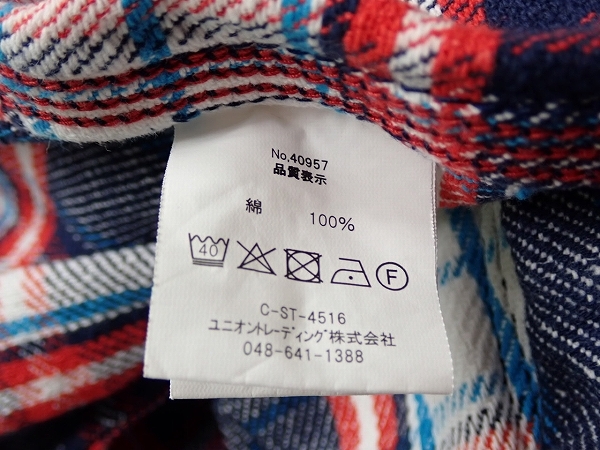 No.40957
品質表示
綿 100%
40 F
C-ST-4516
ユニオントレーディング株式会社
048-641-1388